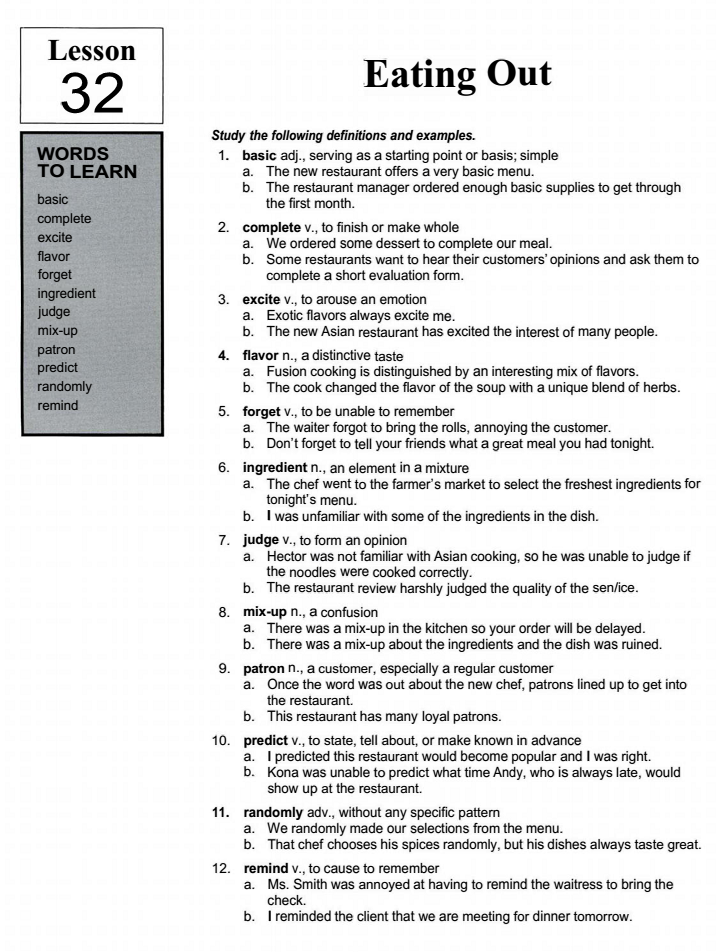 Lesson
32
Eating Out
WORDS
TO LEARN
basic
complete
excite
flavor
forget
ingredient
judge
mix-up
patron
predict
randomly
remind
Study the following definitions and examples.
1. basic adj., serving as a starting point or basis; simple
a. The new restaurant offers a very basic menu.
b. The restaurant manager ordered enough basic supplies to get through
the first month.
2. complete v., to finish or make whole
a. We ordered some dessert to complete our meal.
b. Some restaurants want to hear their customers' opinions and ask them to
complete a short evaluation form.
3. excite v., to arouse an emotion
a. Exotic flavors always excite me.
b. The new Asian restaurant has excited the interest of many people.
4. flavor n., a distinctive taste
a. Fusion cooking is distinguished by an interesting mix of flavors.
b. The cook changed the flavor of the soup with a unique blend of herbs.
5. forget v., to be unable to remember
a. The waiter forgot to bring the rolls, annoying the customer.
b. Don't forget to tell your friends what a great meal you had tonight.
6. ingredient n., an element in a mixture
a. The chef went to the farmer's market to select the freshest ingredients for
tonight's menu.
b. I was unfamiliar with some of the ingredients in the dish.
7. judge v., to form an opinion
a. Hector was not familiar with Asian cooking, so he was unable to judge if
the noodles were cooked correctly.
b. The restaurant review harshly judged the quality of the sen/ice.
8. mix-up n., a confusion
a. There was a mix-up in the kitchen so your order will be delayed.
b. There was a mix-up about the ingredients and the dish was ruined.
9. patron n., a customer, especially a regular customer
a. Once the word was out about the new chef, patrons lined up to get into
the restaurant.
b. This restaurant has many loyal patrons.
10. predict v., to state, tell about, or make known in advance
a. I predicted this restaurant would become popular and I was right.
b. Kona was unable to predict what time Andy, who is always late, would
show up at the restaurant.
11. randomly adv., without any specific pattern
a. We randomly made our selections from the menu.
b. That chef chooses his spices randomly, but his dishes always taste great.
12. remind v., to cause to remember
a. Ms. Smith was annoyed at having to remind the waitress to bring the
check.
b. I reminded the client that we are meeting for dinner tomorrow.